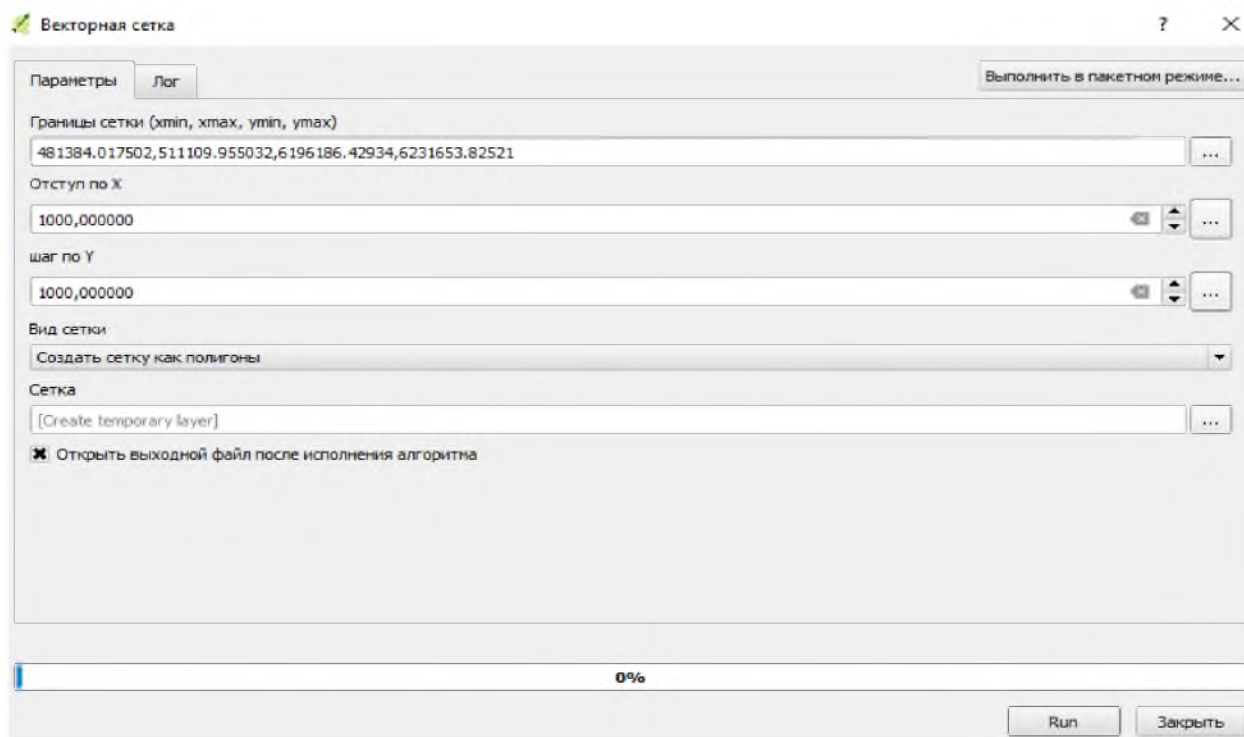 Векторная сетка
?
Параметры
Лог
Выполнить в пакетном режиме...
Границы сетки (xmin, xmax, ymin, ymax)
481384.017502,511109.955032,6196186.42934,6231653.82521
...
Отступ по X
1000,000000
...
шаг по Y
1000,000000
...
Вид сетки
Создать сетку как полигоны
Сетка
[Create temporary layer]
...
Открыть выходной файл после исполнения алгоритма
0%
Run
Закрыть